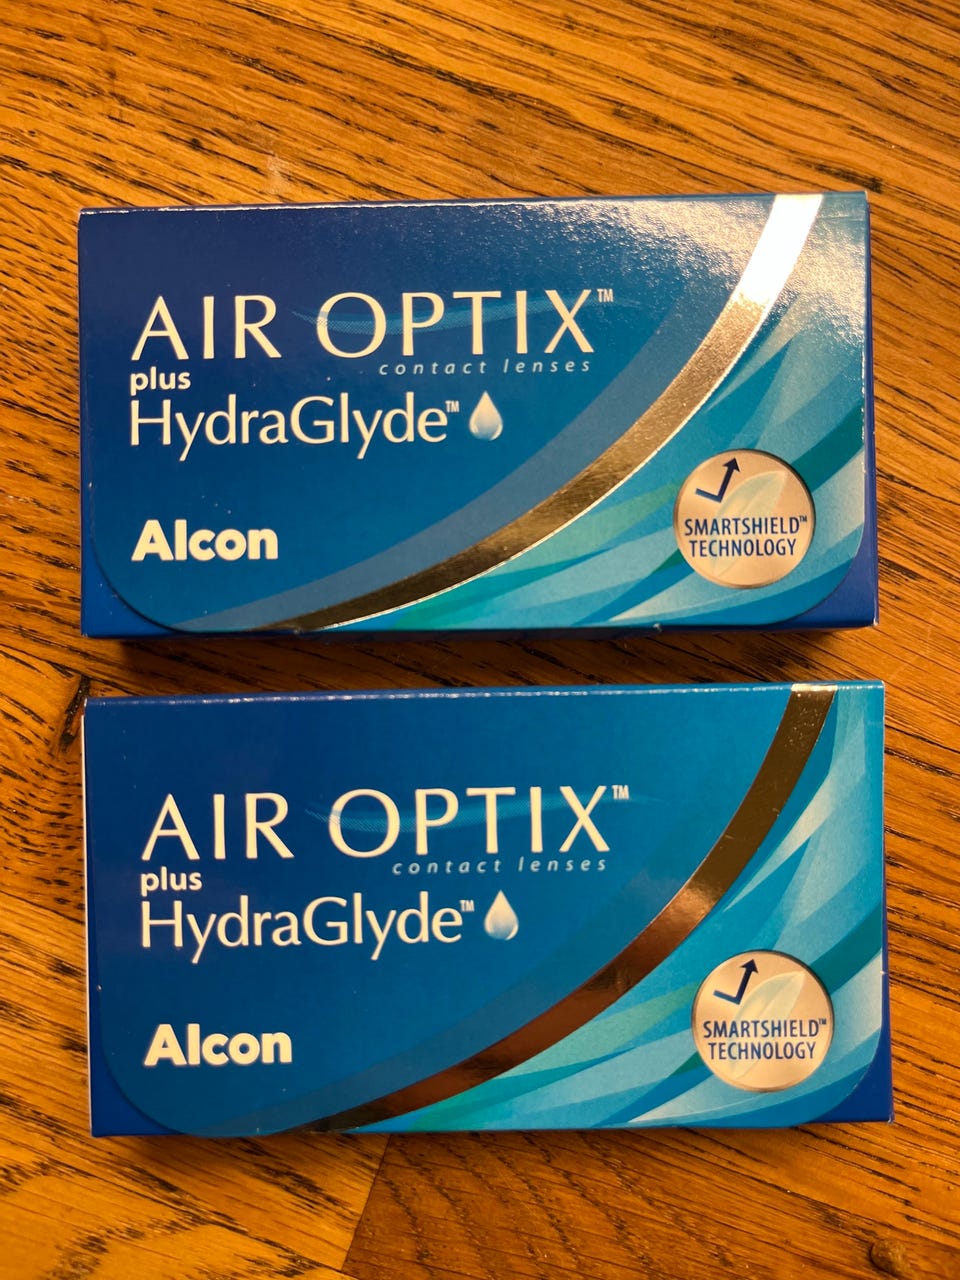 AIR OPTIX™
contact lenses
plus
HydraGlyde™
Alcon
SMARTSHIELD™
TECHNOLOGY
AIR OPTIX™
contact lenses
plus
HydraGlyde™
Alcon
SMARTSHIELD™
TECHNOLOGY